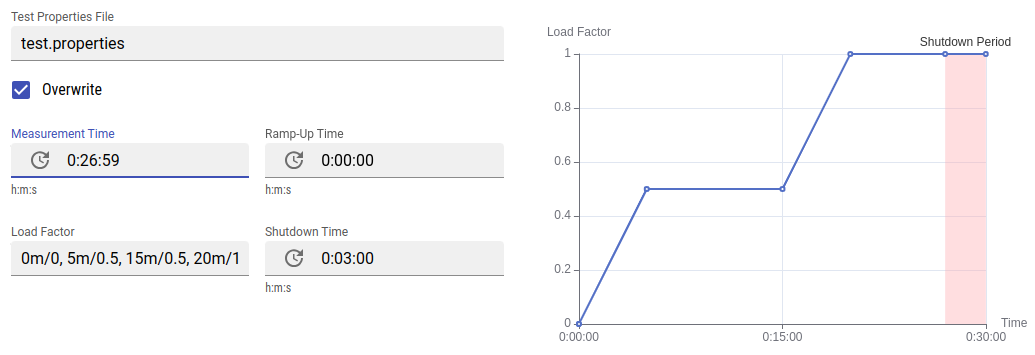 Test Properties File
test.properties
Overwrite
Measurement Time
0:26:59
h:m:s
Ramp-Up Time
0:00:00
h:m:s
Load Factor
0m/0, 5m/0.5, 15m/0.5, 20m/1
Shutdown Time
0:03:00
h:m:s
Load Factor
Shutdown Period
1
0.8
0.6
0.4
0.2
0
0:00:00
0:15:00
0:30:00
Time